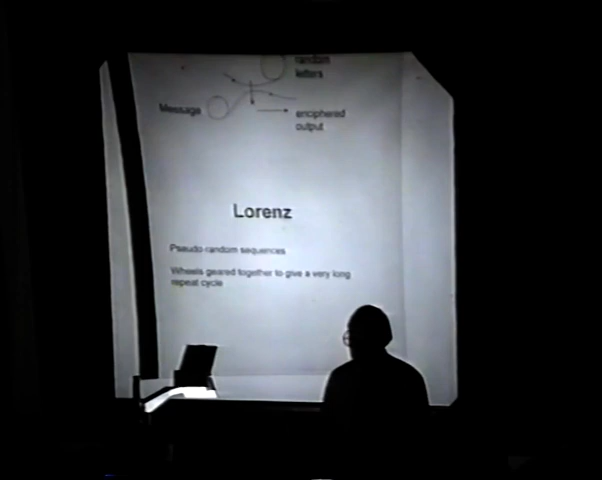 random
letters
Message
enciphered
output
Lorenz
Pseudo-random sequences
Wheels geared together to give a very long
repeat cycle